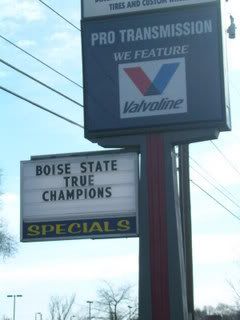 TIRES AND CUSTOM
PRO TRANSMISSION
WE FEATURE
Valvoline
BOISE STATE
TRUE
CHAMPIONS
SPECIALS